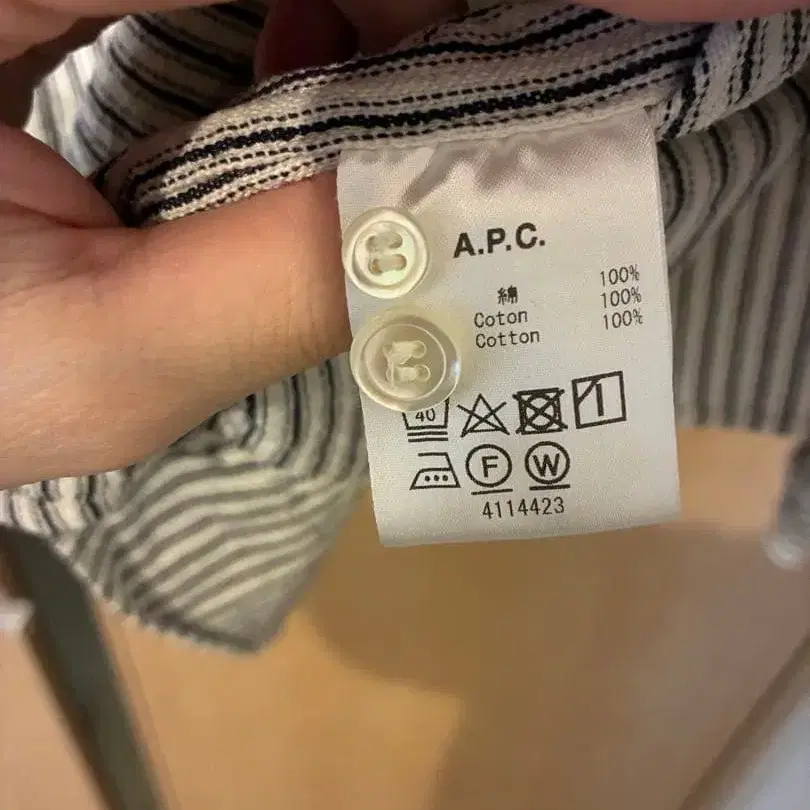 A.P.C.
綿 100%
Coton 100%
Cotton 100%
40
F W
4114423